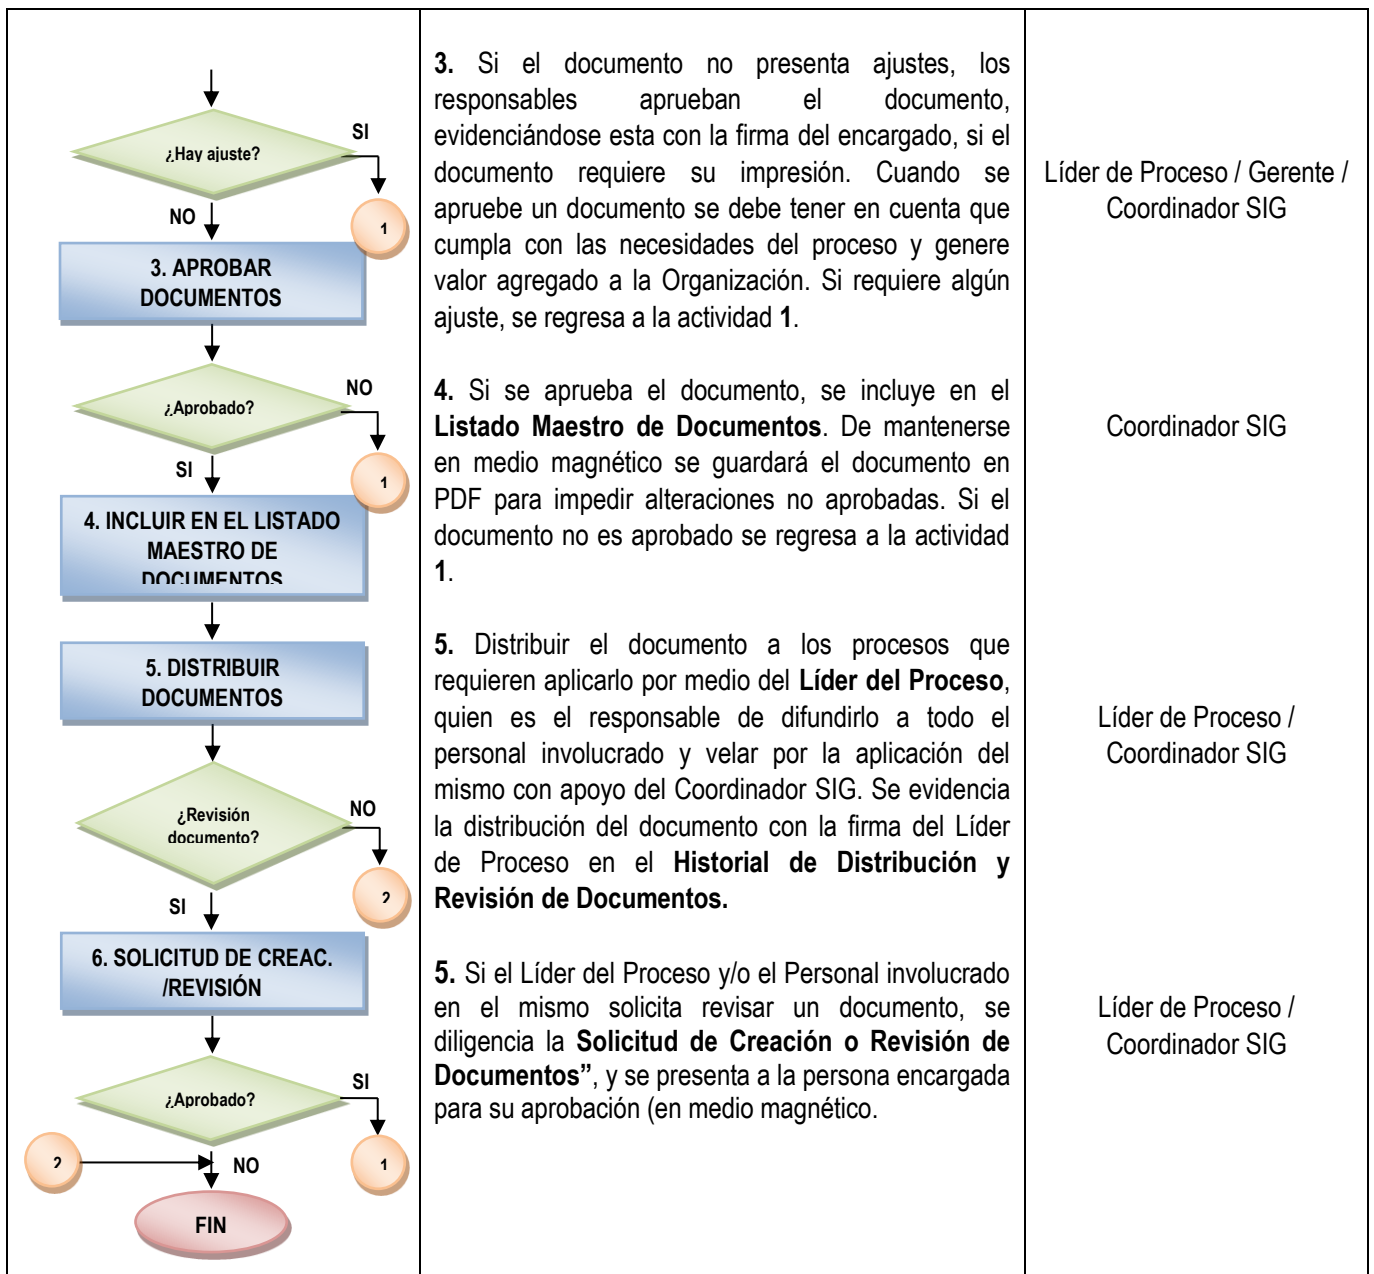 ¿Hay ajuste?
SI
1
NO
3. APROBAR
DOCUMENTOS
¿Aprobado?
NO
1
SI
4. INCLUIR EN EL LISTADO
MAESTRO DE
DOCUMENTOS
5. DISTRIBUIR
DOCUMENTOS
¿Revisión
documento?
NO
2
SI
6. SOLICITUD DE CREAC.
/REVISIÓN
¿Aprobado?
SI
1
2
NO
FIN
3. Si el documento no presenta ajustes, los
responsables aprueban el documento,
evidenciándose esta con la firma del encargado, si el
documento requiere su impresión. Cuando se
apruebe un documento se debe tener en cuenta que
cumpla con las necesidades del proceso y genere
valor agregado a la Organización. Si requiere algún
ajuste, se regresa a la actividad 1.
4. Si se aprueba el documento, se incluye en el
Listado Maestro de Documentos. De mantenerse
en medio magnético se guardará el documento en
PDF para impedir alteraciones no aprobadas. Si el
documento no es aprobado se regresa a la actividad
1.
5. Distribuir el documento a los procesos que
requieren aplicarlo por medio del Líder del Proceso,
quien es el responsable de difundirlo a todo el
personal involucrado y velar por la aplicación del
mismo con apoyo del Coordinador SIG. Se evidencia
la distribución del documento con la firma del Líder
de Proceso en el Historial de Distribución y
Revisión de Documentos.
5. Si el Líder del Proceso y/o el Personal involucrado
en el mismo solicita revisar un documento, se
diligencia la Solicitud de Creación o Revisión de
Documentos”, y se presenta a la persona encargada
para su aprobación (en medio magnético.
Líder de Proceso / Gerente /
Coordinador SIG
Coordinador SIG
Líder de Proceso /
Coordinador SIG
Líder de Proceso /
Coordinador SIG